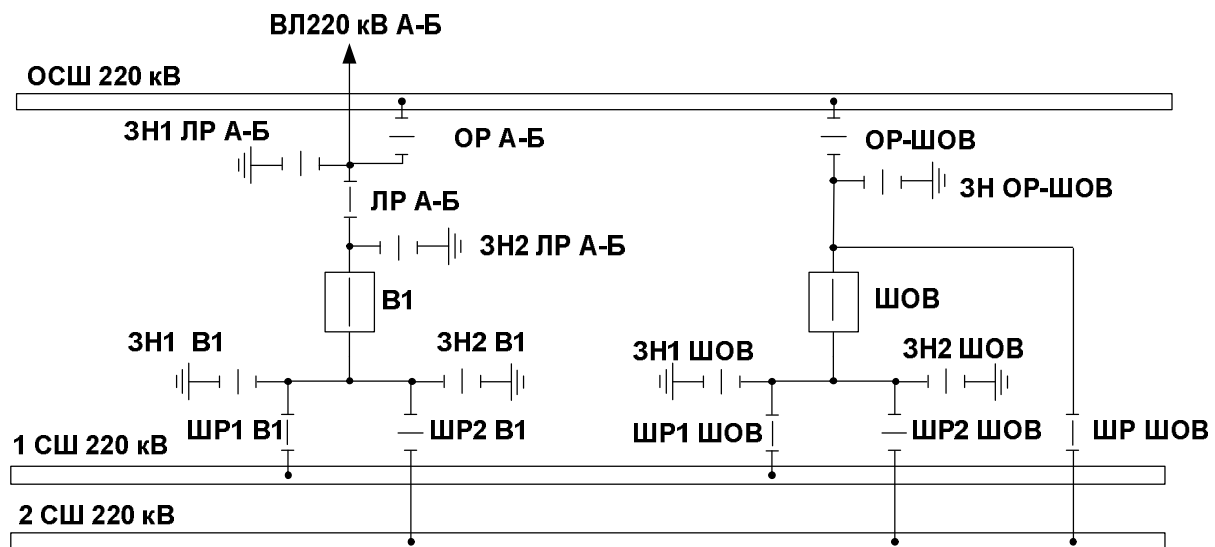 ВЛ220 кВ А-Б
ОСШ 220 кВ
ЗН1 ЛР А-Б
ОР А-Б
ОР-ШОВ
ЗН ОР-ШОВ
ЛР А-Б
ЗН2 ЛР А-Б
В1
ШОВ
ЗН1 В1
ЗН2 В1
ЗН1 ШОВ
ЗН2 ШОВ
ШР1 В1
ШР2 В1
ШР1 ШОВ
ШР2 ШОВ
ШР ШОВ
1 СШ 220 кВ
2 СШ 220 кВ